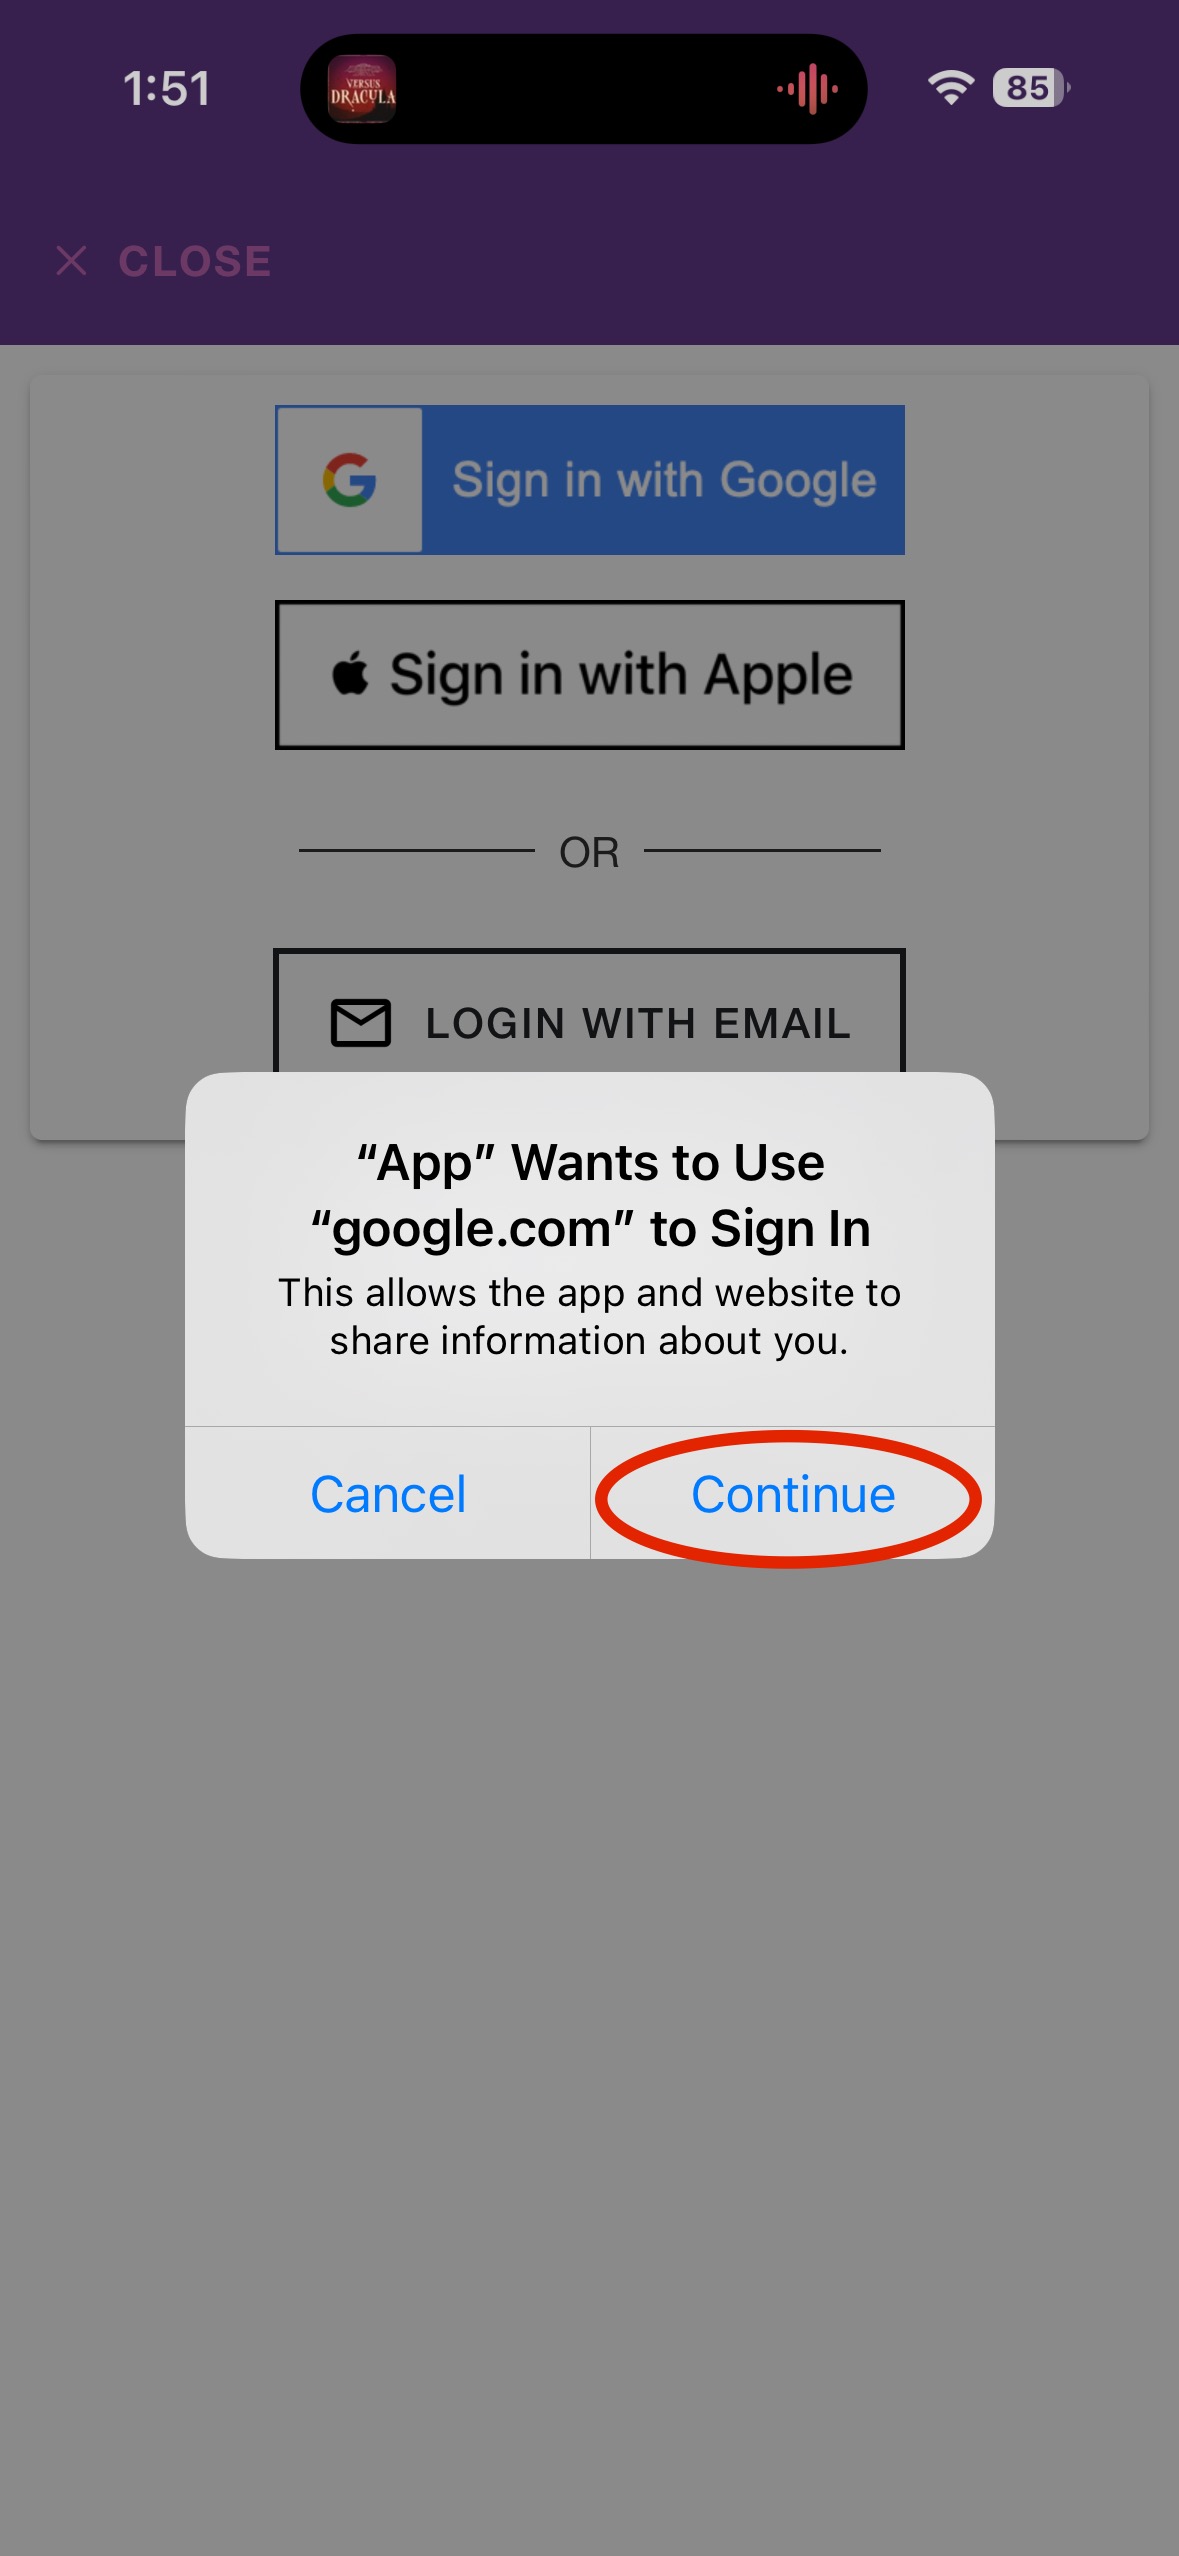 1:51
VERSUS
DRACULA
85
CLOSE
Sign in with Google
Sign in with Apple
OR
LOGIN WITH EMAIL
“App” Wants to Use
“google.com” to Sign In
This allows the app and website to
share information about you.
Cancel
Continue